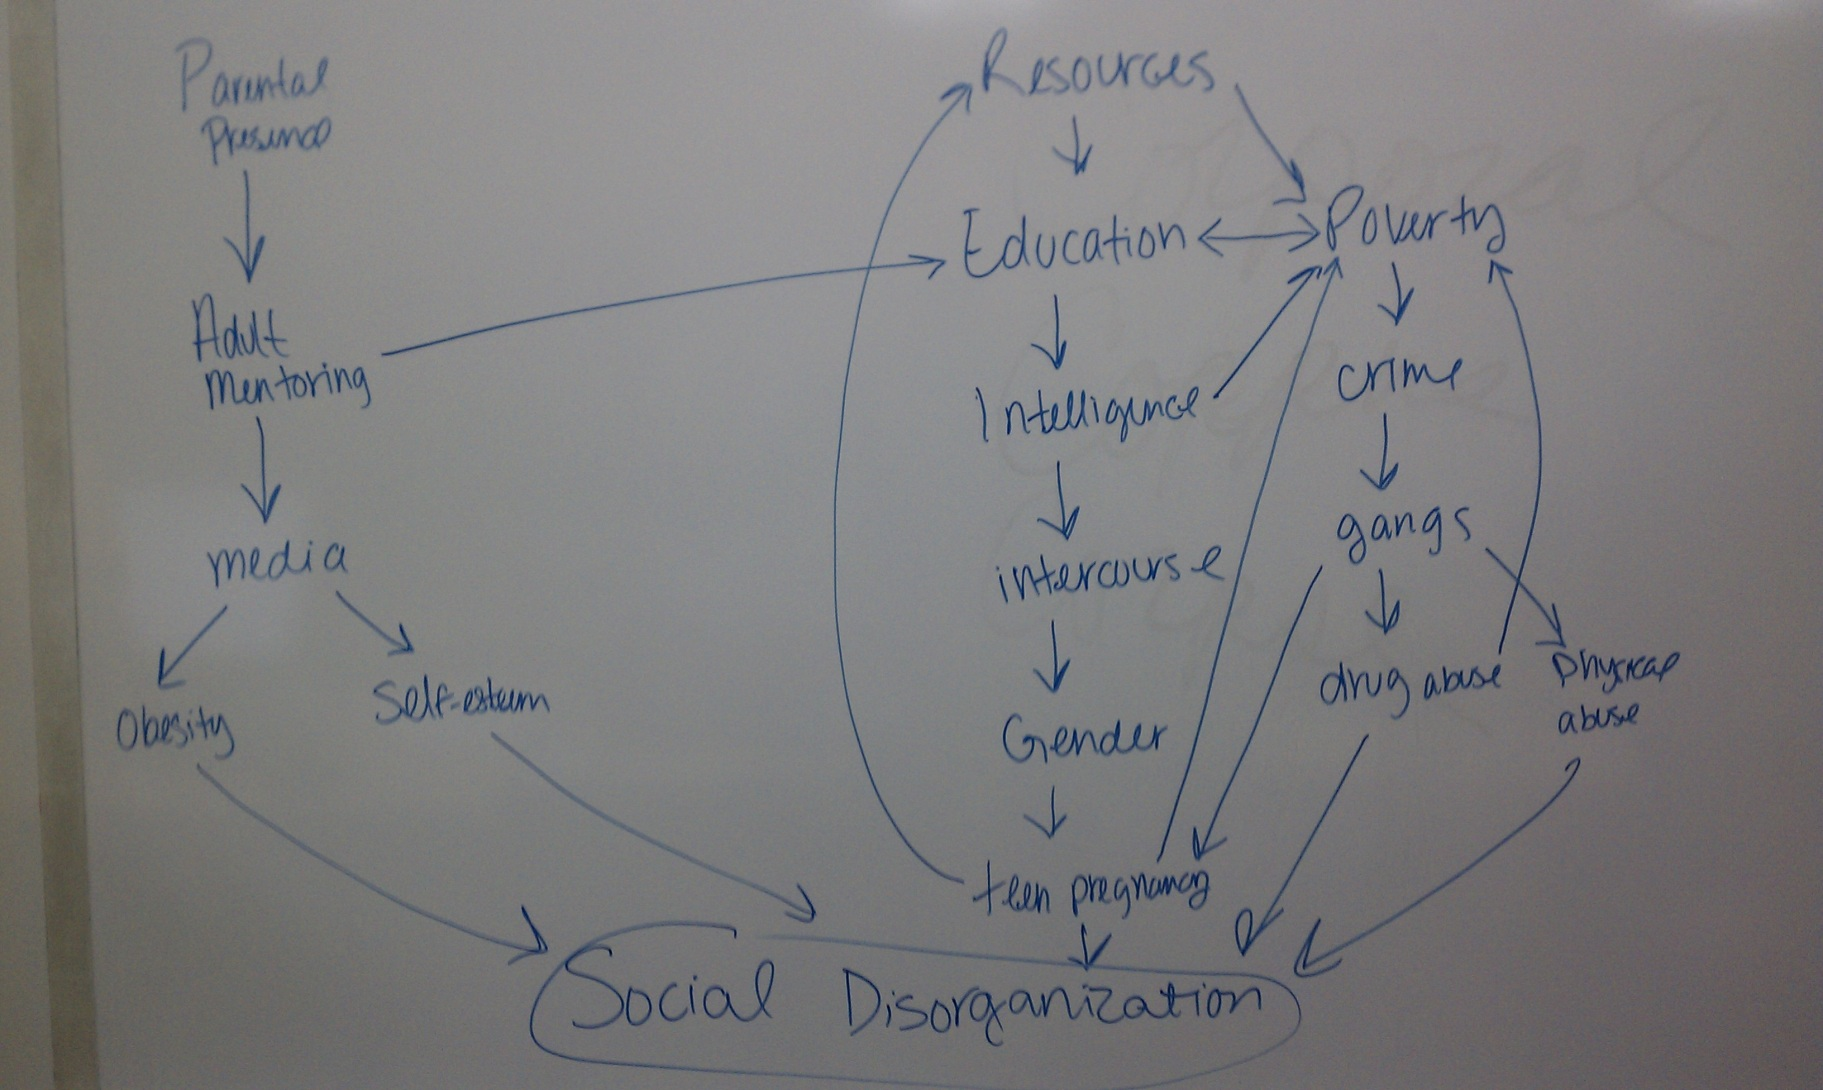 Parental
Presence
Adult
Mentoring
media
Obesity
Self-esteem
Resources
Education
Poverty
Intelligence
crime
intercourse
gangs
Gender
drug abuse
Physical
abuse
teen pregnancy
Social Disorganization